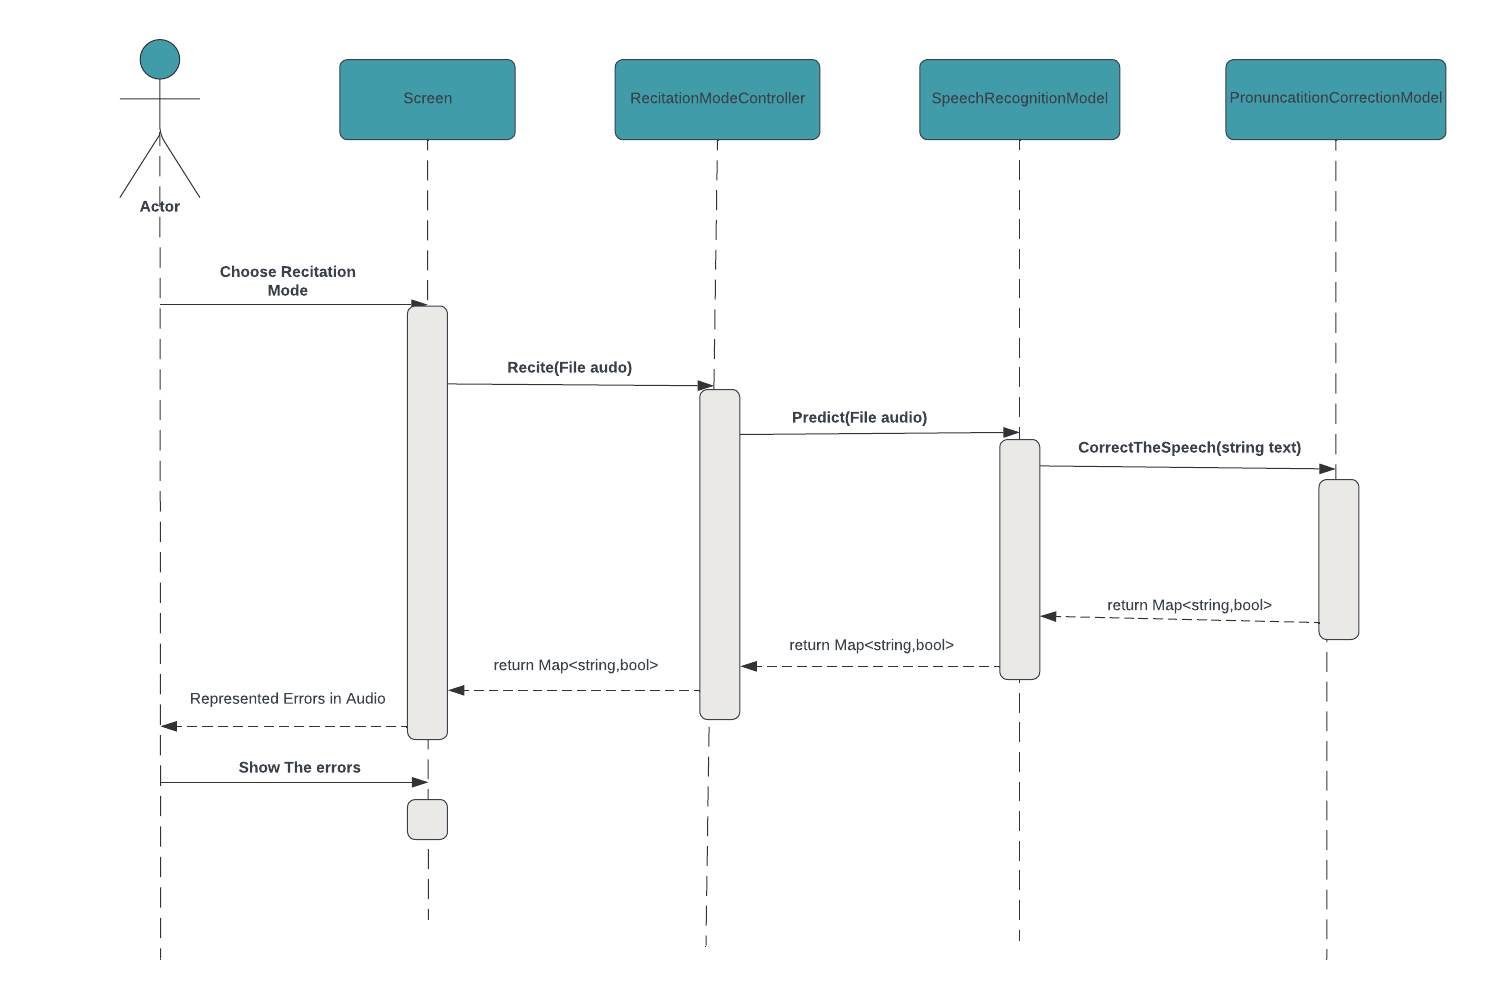 Screen
RecitationModeController
SpeechRecognitionModel
PronuncatitionCorrectionModel
Actor
Choose Recitation
Mode
Recite(File audo)
Predict(File audio)
CorrectTheSpeech(string text)
return Map<string,bool>
return Map<string,bool>
return Map<string,bool>
Represented Errors in Audio
Show The errors